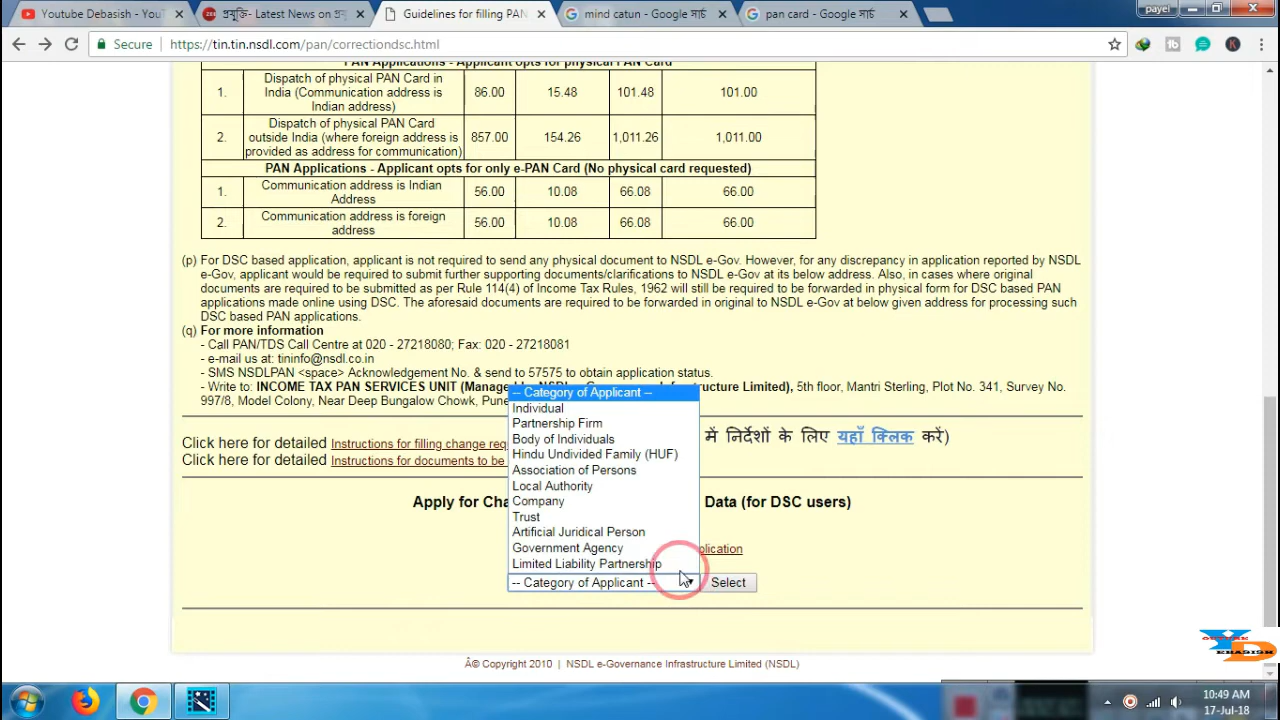 Youtube Debasish - YouT
প্রযুক্তি- Latest News on প্রয
Guidelines for filling PAN
mind catun - Google সার্চ
pan card - Google সার্চ
payei
Secure
https://tin.tin.nsdl.com/pan/correctiondsc.html
PAN Applications - Applicant opts for physical PAN Card
1. Dispatch of physical PAN Card in India (Communication address is Indian address) 86.00 15.48 101.48 101.00
2. Dispatch of physical PAN Card outside India (where foreign address is provided as address for communication) 857.00 154.26 1,011.26 1,011.00
PAN Applications - Applicant opts for only e-PAN Card (No physical card requested)
1. Communication address is Indian Address 56.00 10.08 66.08 66.00
2. Communication address is foreign address 56.00 10.08 66.08 66.00
(p) For DSC based application, applicant is not required to send any physical document to NSDL e-Gov. However, for any discrepancy in application reported by NSDL
e-Gov, applicant would be required to submit further supporting documents/clarifications to NSDL e-Gov at its below address. Also, in cases where original
documents are required to be submitted as per Rule 114(4) of Income Tax Rules, 1962 will still be required to be forwarded in physical form for DSC based PAN
applications made online using DSC. The aforesaid documents are required to be forwarded in original to NSDL e-Gov at below given address for processing such
DSC based PAN applications.
(q) For more information
- Call PAN/TDS Call Centre at 020 - 27218080; Fax: 020 - 27218081
- e-mail us at: tininfo@nsdl.co.in
- SMS NSDLPAN <space> Acknowledgement No. & send to 57575 to obtain application status.
- Write to: INCOME TAX PAN SERVICES UNIT (Managed by NSDL e-Governance Infrastructure Limited), 5th floor, Mantri Sterling, Plot No. 341, Survey No.
997/8, Model Colony, Near Deep Bungalow Chowk, Pune
-- Category of Applicant --
Individual
Partnership Firm
Body of Individuals
Hindu Undivided Family (HUF)
Association of Persons
Local Authority
Company
Trust
Artificial Juridical Person
Government Agency
Limited Liability Partnership
Click here for detailed Instructions for filling change req
में निर्देशों के लिए यहाँ क्लिक करें)
Click here for detailed Instructions for documents to be
Apply for Cha
Data (for DSC users)
plication
-- Category of Applicant --
Select
Â© Copyright 2010 | NSDL e-Governance Infrastructure Limited (NSDL)
10:49 AM
17-Jul-18